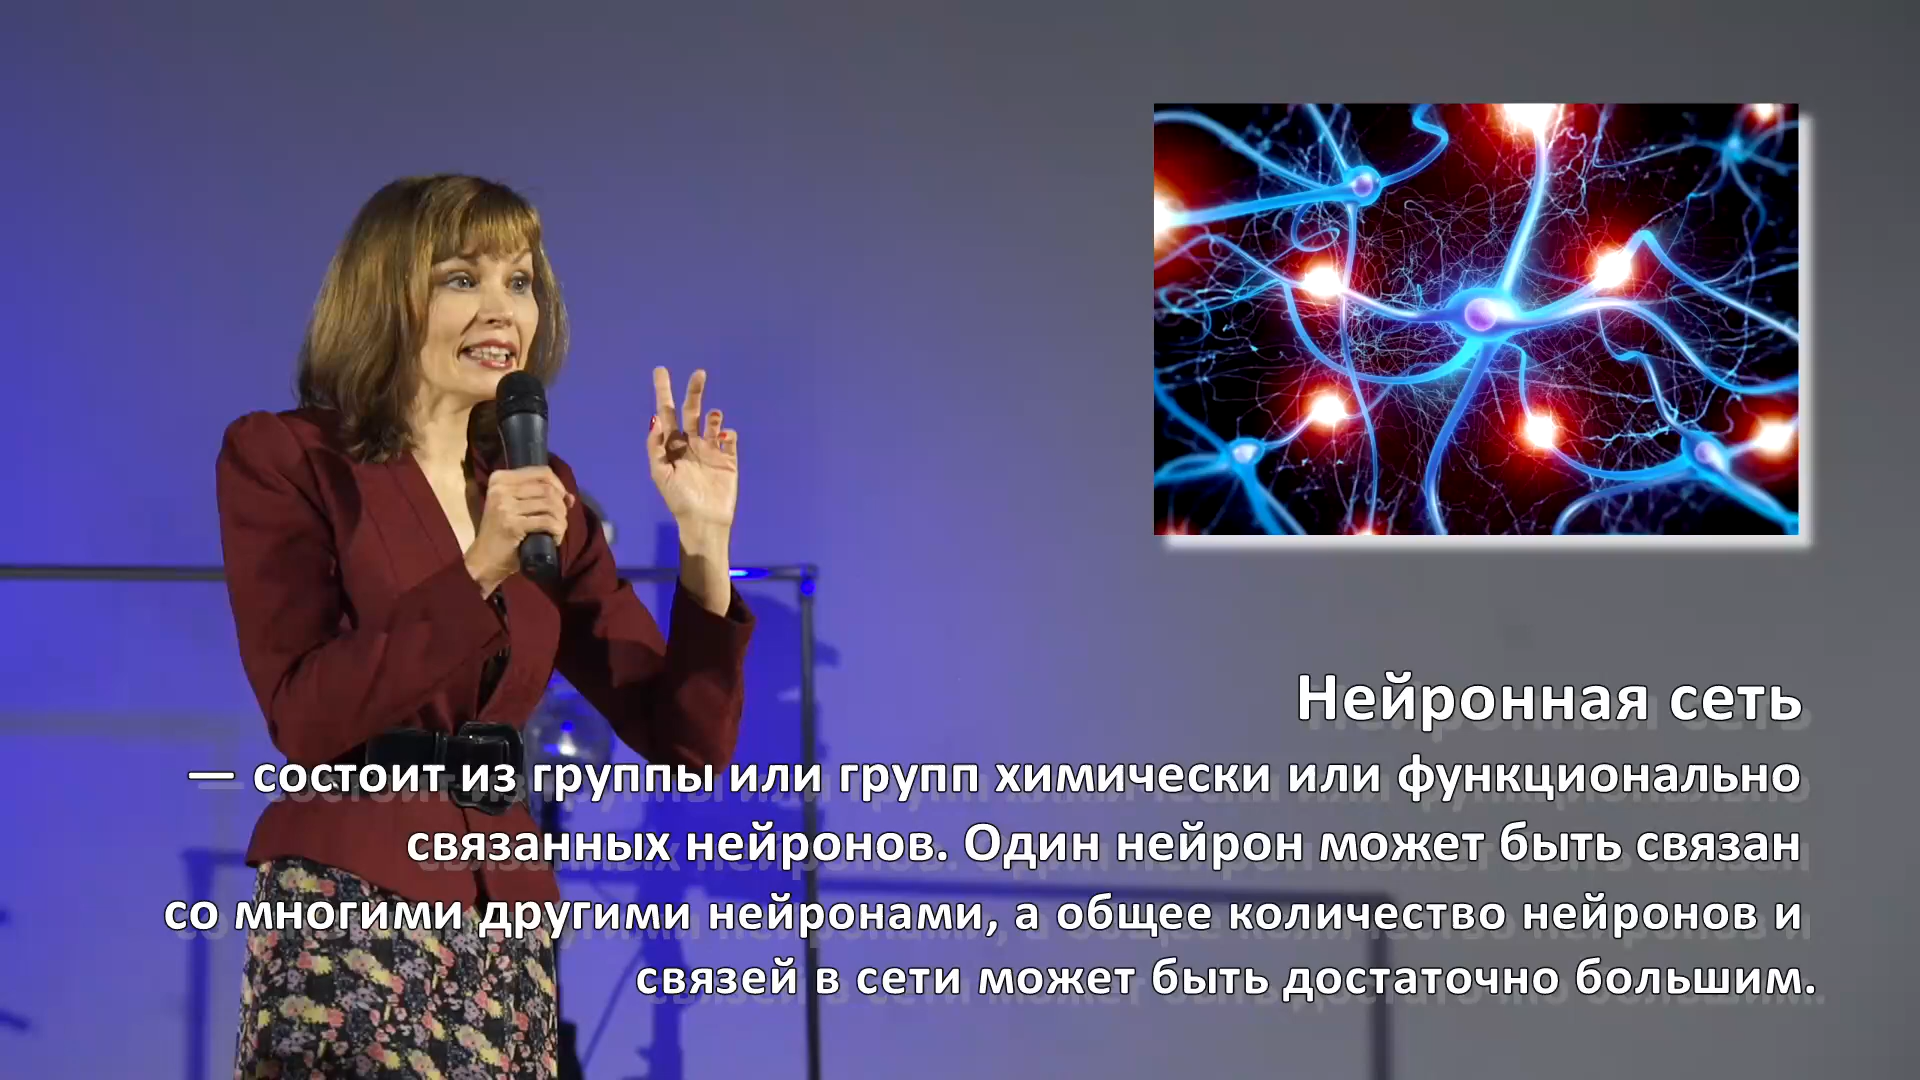 Нейронная сеть
— состоит из группы или групп химически или функционально
связанных нейронов. Один нейрон может быть связан
со многими другими нейронами, а общее количество нейронов и
связей в сети может быть достаточно большим.